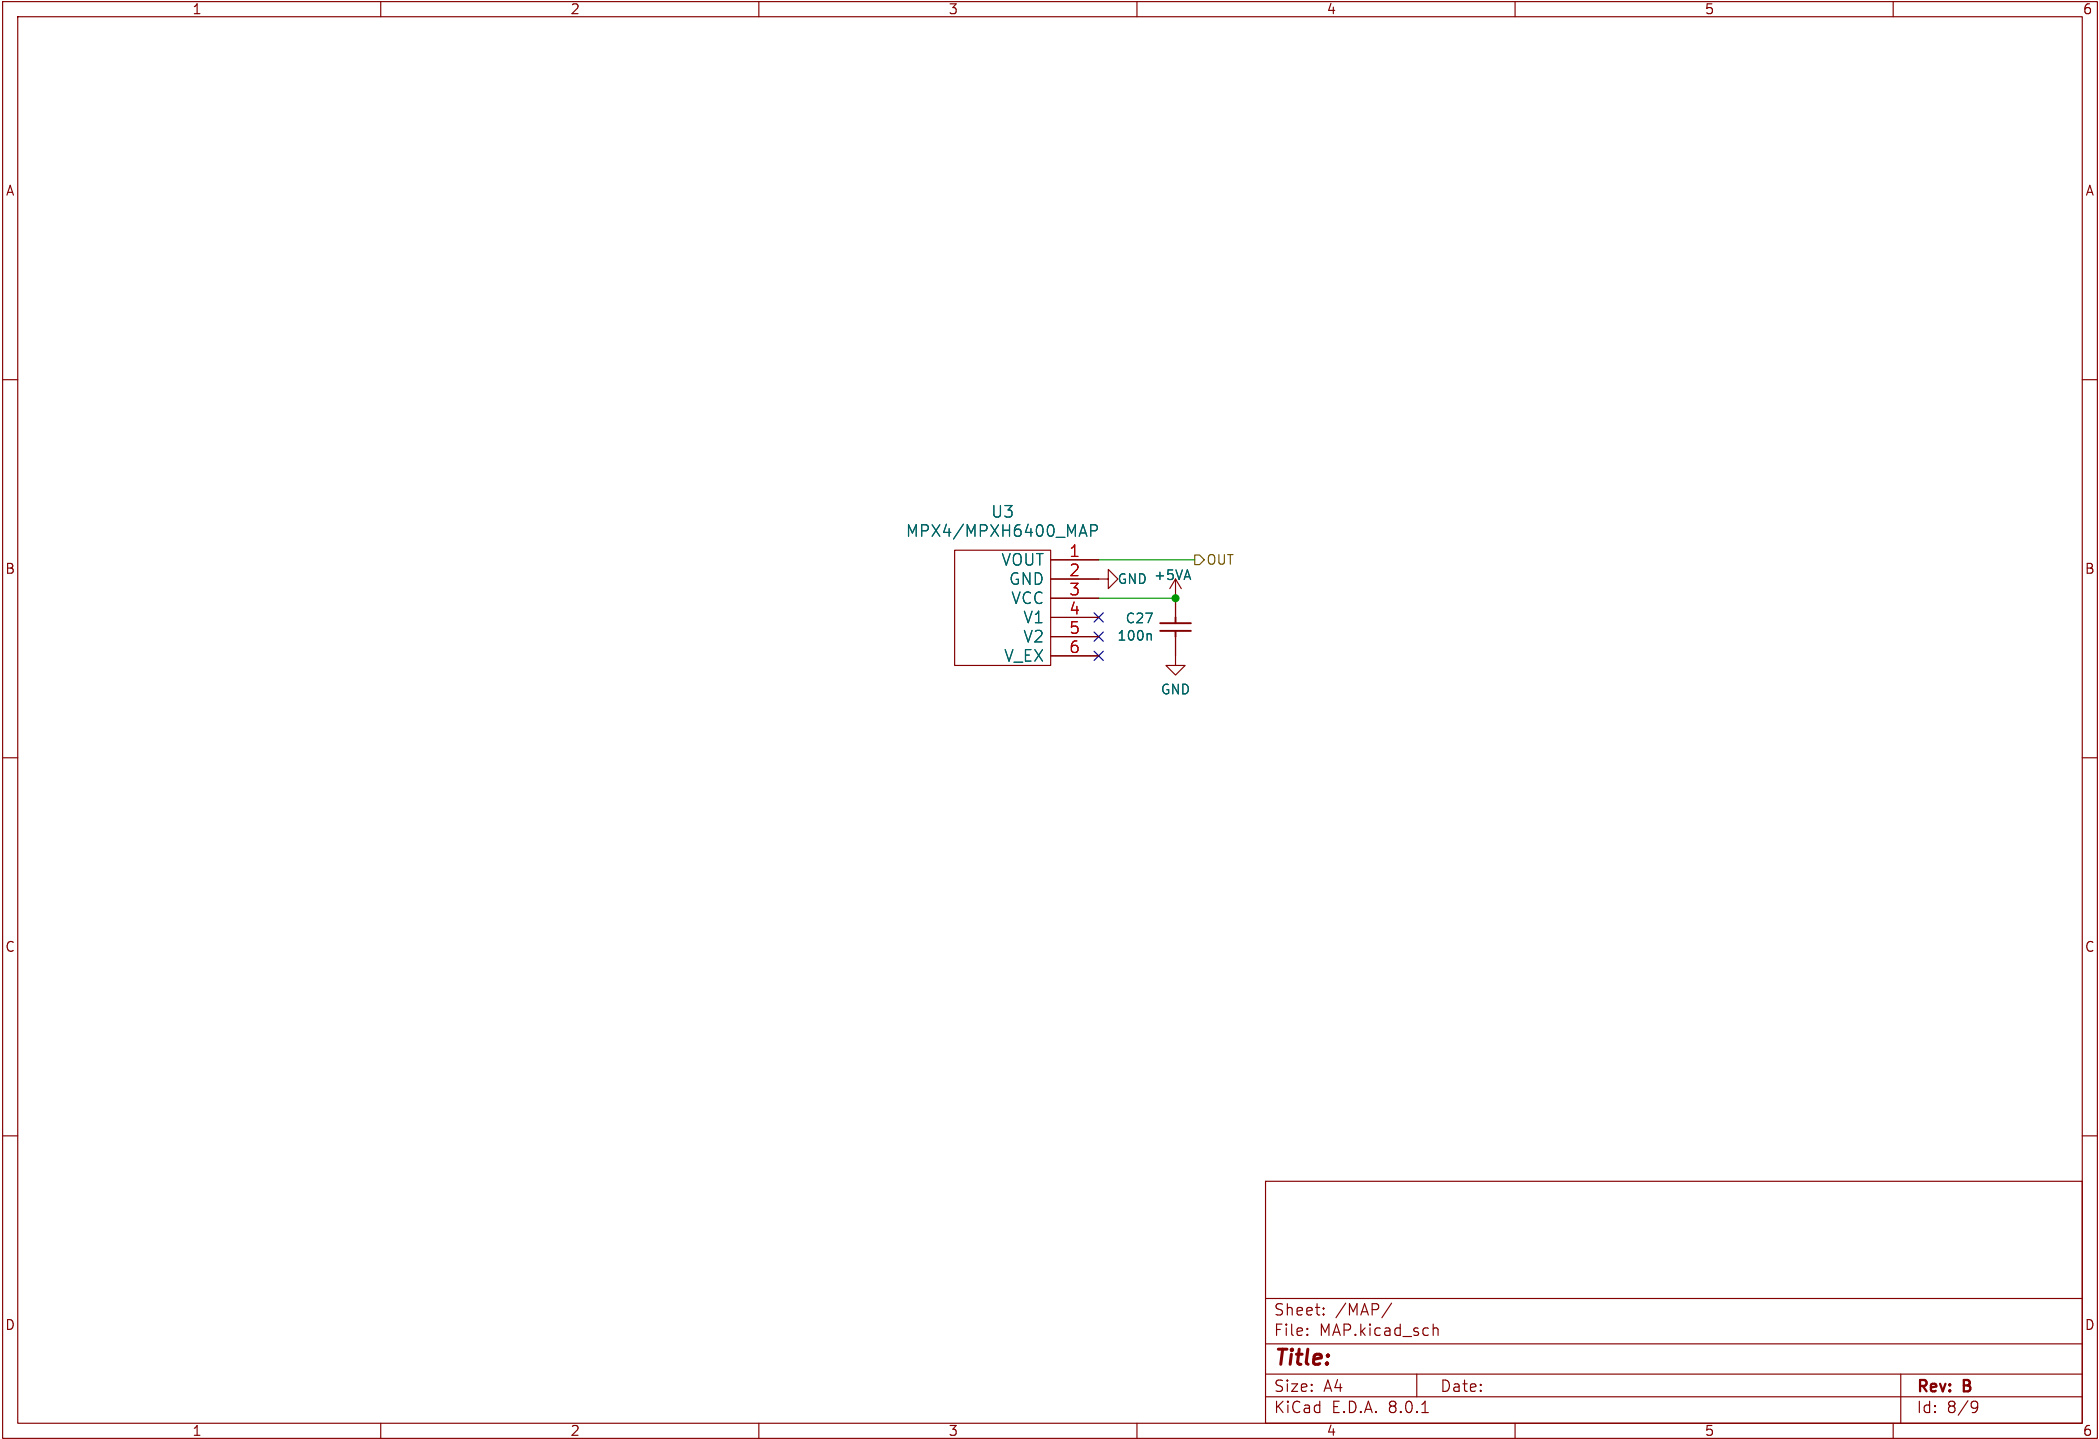 1 2 3 4 5 6
A A
U3
MPX4/MPXH6400_MAP
VOUT 1 OUT
B B
GND 2 GND +5VA
VCC 3
V1 4 C27
V2 5 100n
V_EX 6
GND
C C
Sheet: /MAP/
D D
File: MAP.kicad_sch
Title:
Size: A4 Date: Rev: B
KiCad E.D.A. 8.0.1 Id: 8/9
1 2 3 4 5 6